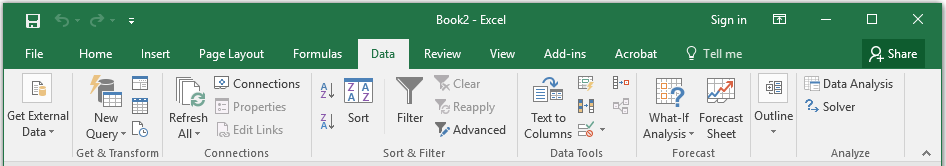 Book2 - Excel Sign in
File Home Insert Page Layout Formulas Data Review View Add-ins Acrobat Tell me Share
Get External
Data
New
Query
Get & Transform
Refresh
All
Connections
Properties
Edit Links
Connections
A
Z
Z
A
Z A
A Z
Sort
Filter
Clear
Reapply
Advanced
Sort & Filter
Text to
Columns
Data Tools
What-If
Analysis
Forecast
Sheet
Forecast
Outline
Data Analysis
Solver
Analyze